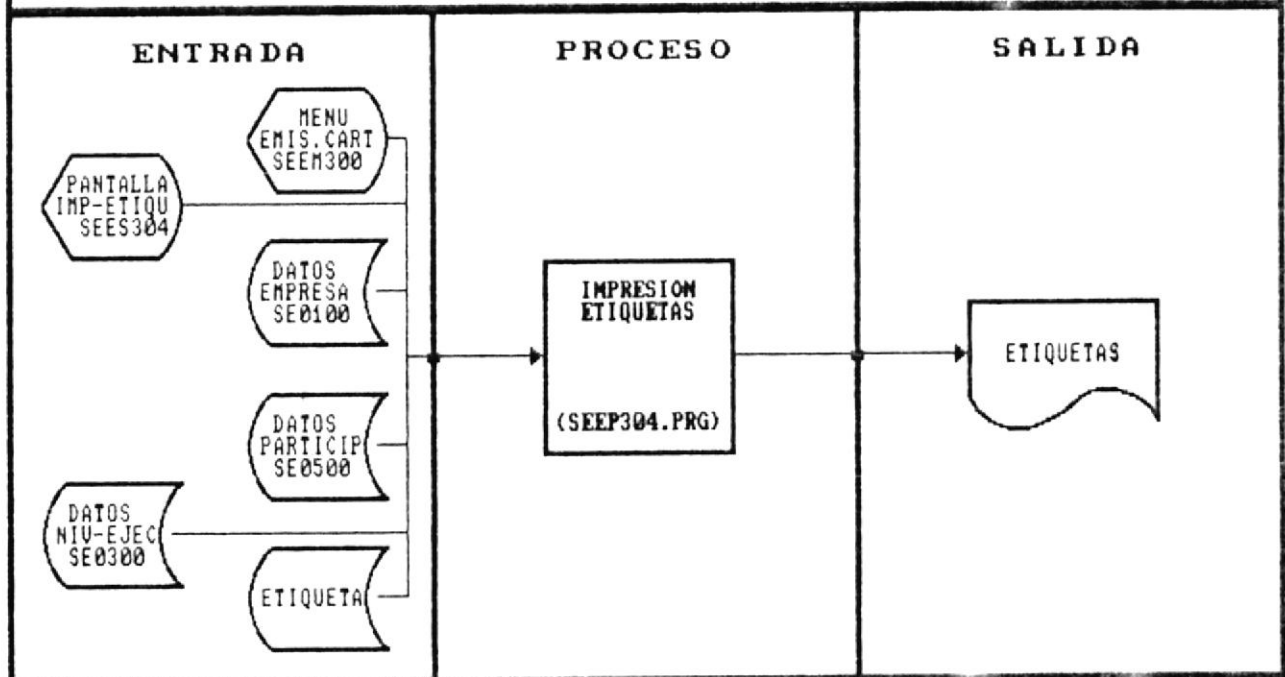 ENTRADA
PROCESO
SALIDA
MENU
EMIS.CART
SEEM300
PANTALLA
IMP-ETIQU
SEES304
DATOS
EMPRESA
SE0100
DATOS
PARTICIP
SE0500
DATOS
NIV-EJEC
SE0300
ETIQUETA
IMPRESION
ETIQUETAS
(SEEP304.PRG)
ETIQUETAS